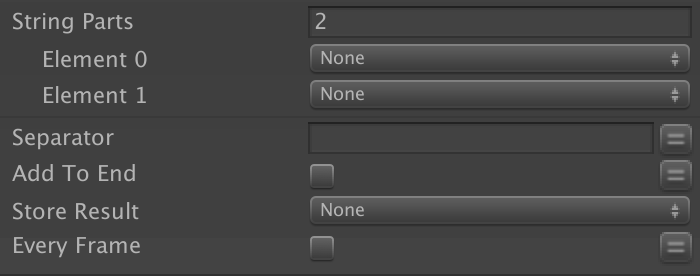 String Parts 2
Element 0 None
Element 1 None
Separator
Add To End
Store Result None
Every Frame